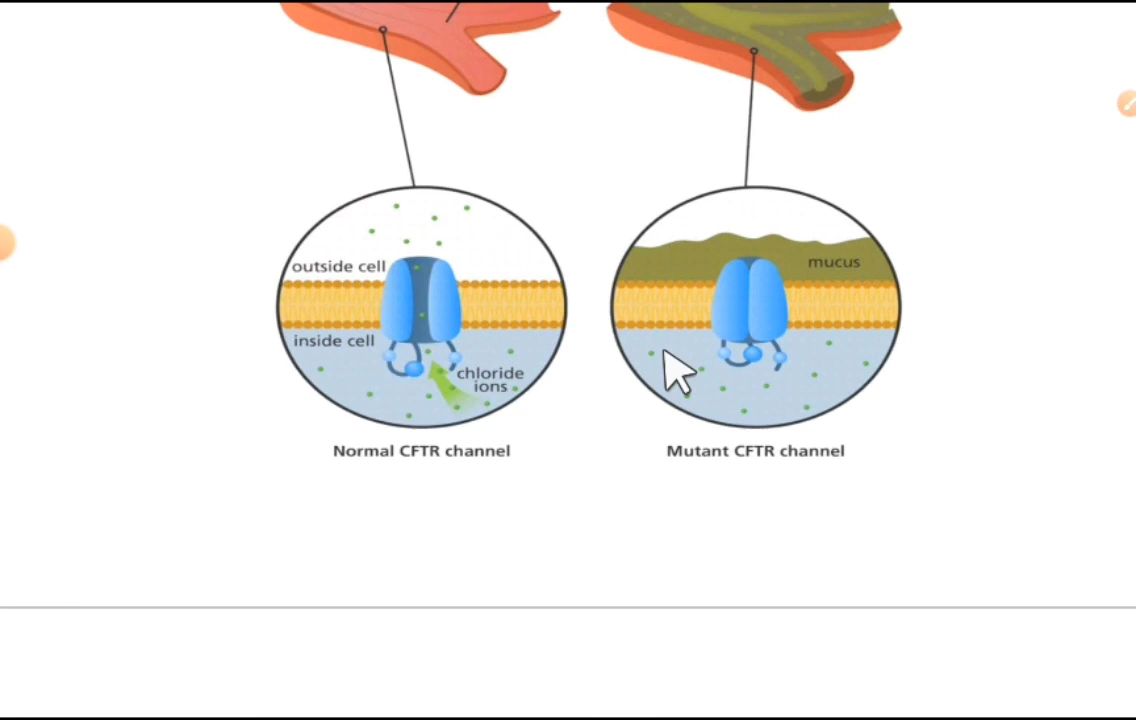 outside cell
inside cell
chloride
ions
Normal CFTR channel
mucus
Mutant CFTR channel